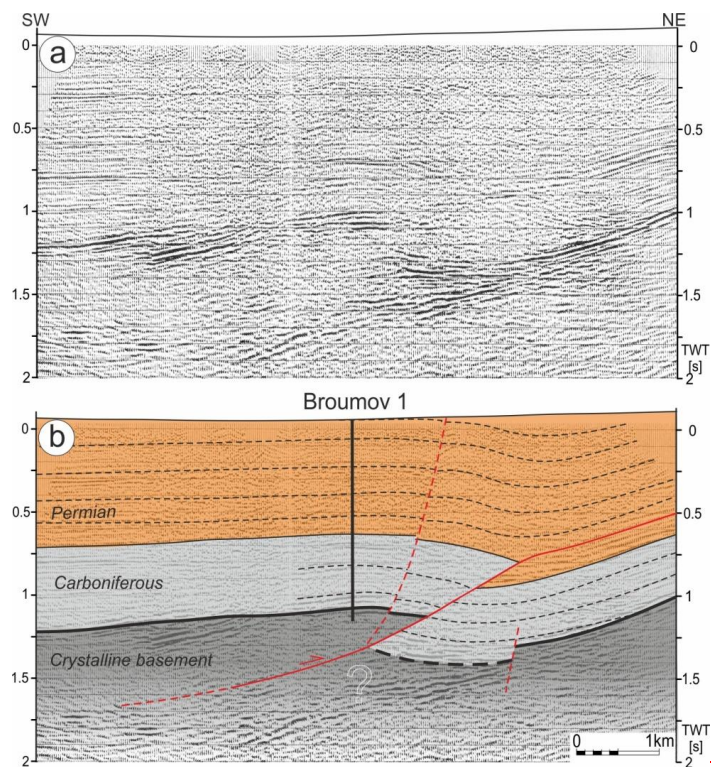 SW NE
a
0 0
0.5 0.5
1 1
1.5 1.5
TWT
[s]
2 2
Broumov 1
b
0 0
Permian
0.5 0.5
Carboniferous
1 1
Crystalline basement
1.5 1.5
?
TWT
[s]
0 1km
2 2